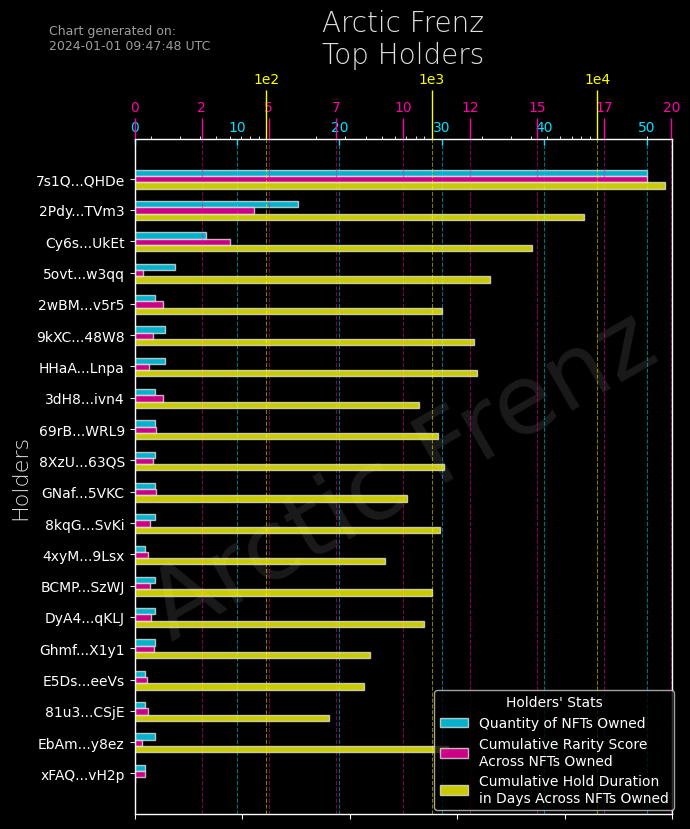 Chart generated on:
2024-01-01 09:47:48 UTC
Arctic Frenz
Top Holders
1e2 1e3 1e4
0 2 5 7 10 12 15 17 20
0 10 20 30 40 50
Holders
7s1Q...QHDe
2Pdy...TVm3
Cy6s...UkEt
5ovt...w3qq
2wBM...v5r5
9kXC...48W8
HHaA...Lnpa
3dH8...ivn4
69rB...WRL9
8XzU...63QS
GNaf...5VKC
8kqG...SvKi
4xyM...9Lsx
BCMP...SzWJ
DyA4...qKLJ
Ghmf...X1y1
E5Ds...eeVs
81u3...CSjE
EbAm...y8ez
xFAQ...vH2p
Arctic Frenz
Holders' Stats
Quantity of NFTs Owned
Cumulative Rarity Score
Across NFTs Owned
Cumulative Hold Duration
in Days Across NFTs Owned